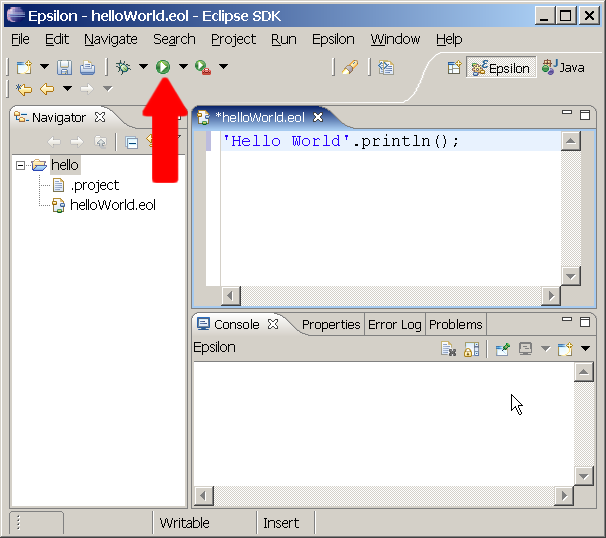 Epsilon - helloWorld.eol - Eclipse SDK
File Edit Navigate Search Project Run Epsilon Window Help
Epsilon Java
Navigator
*helloWorld.eol
'Hello World'.println();
hello
.project
helloWorld.eol
Console Properties Error Log Problems
Epsilon
Writable Insert